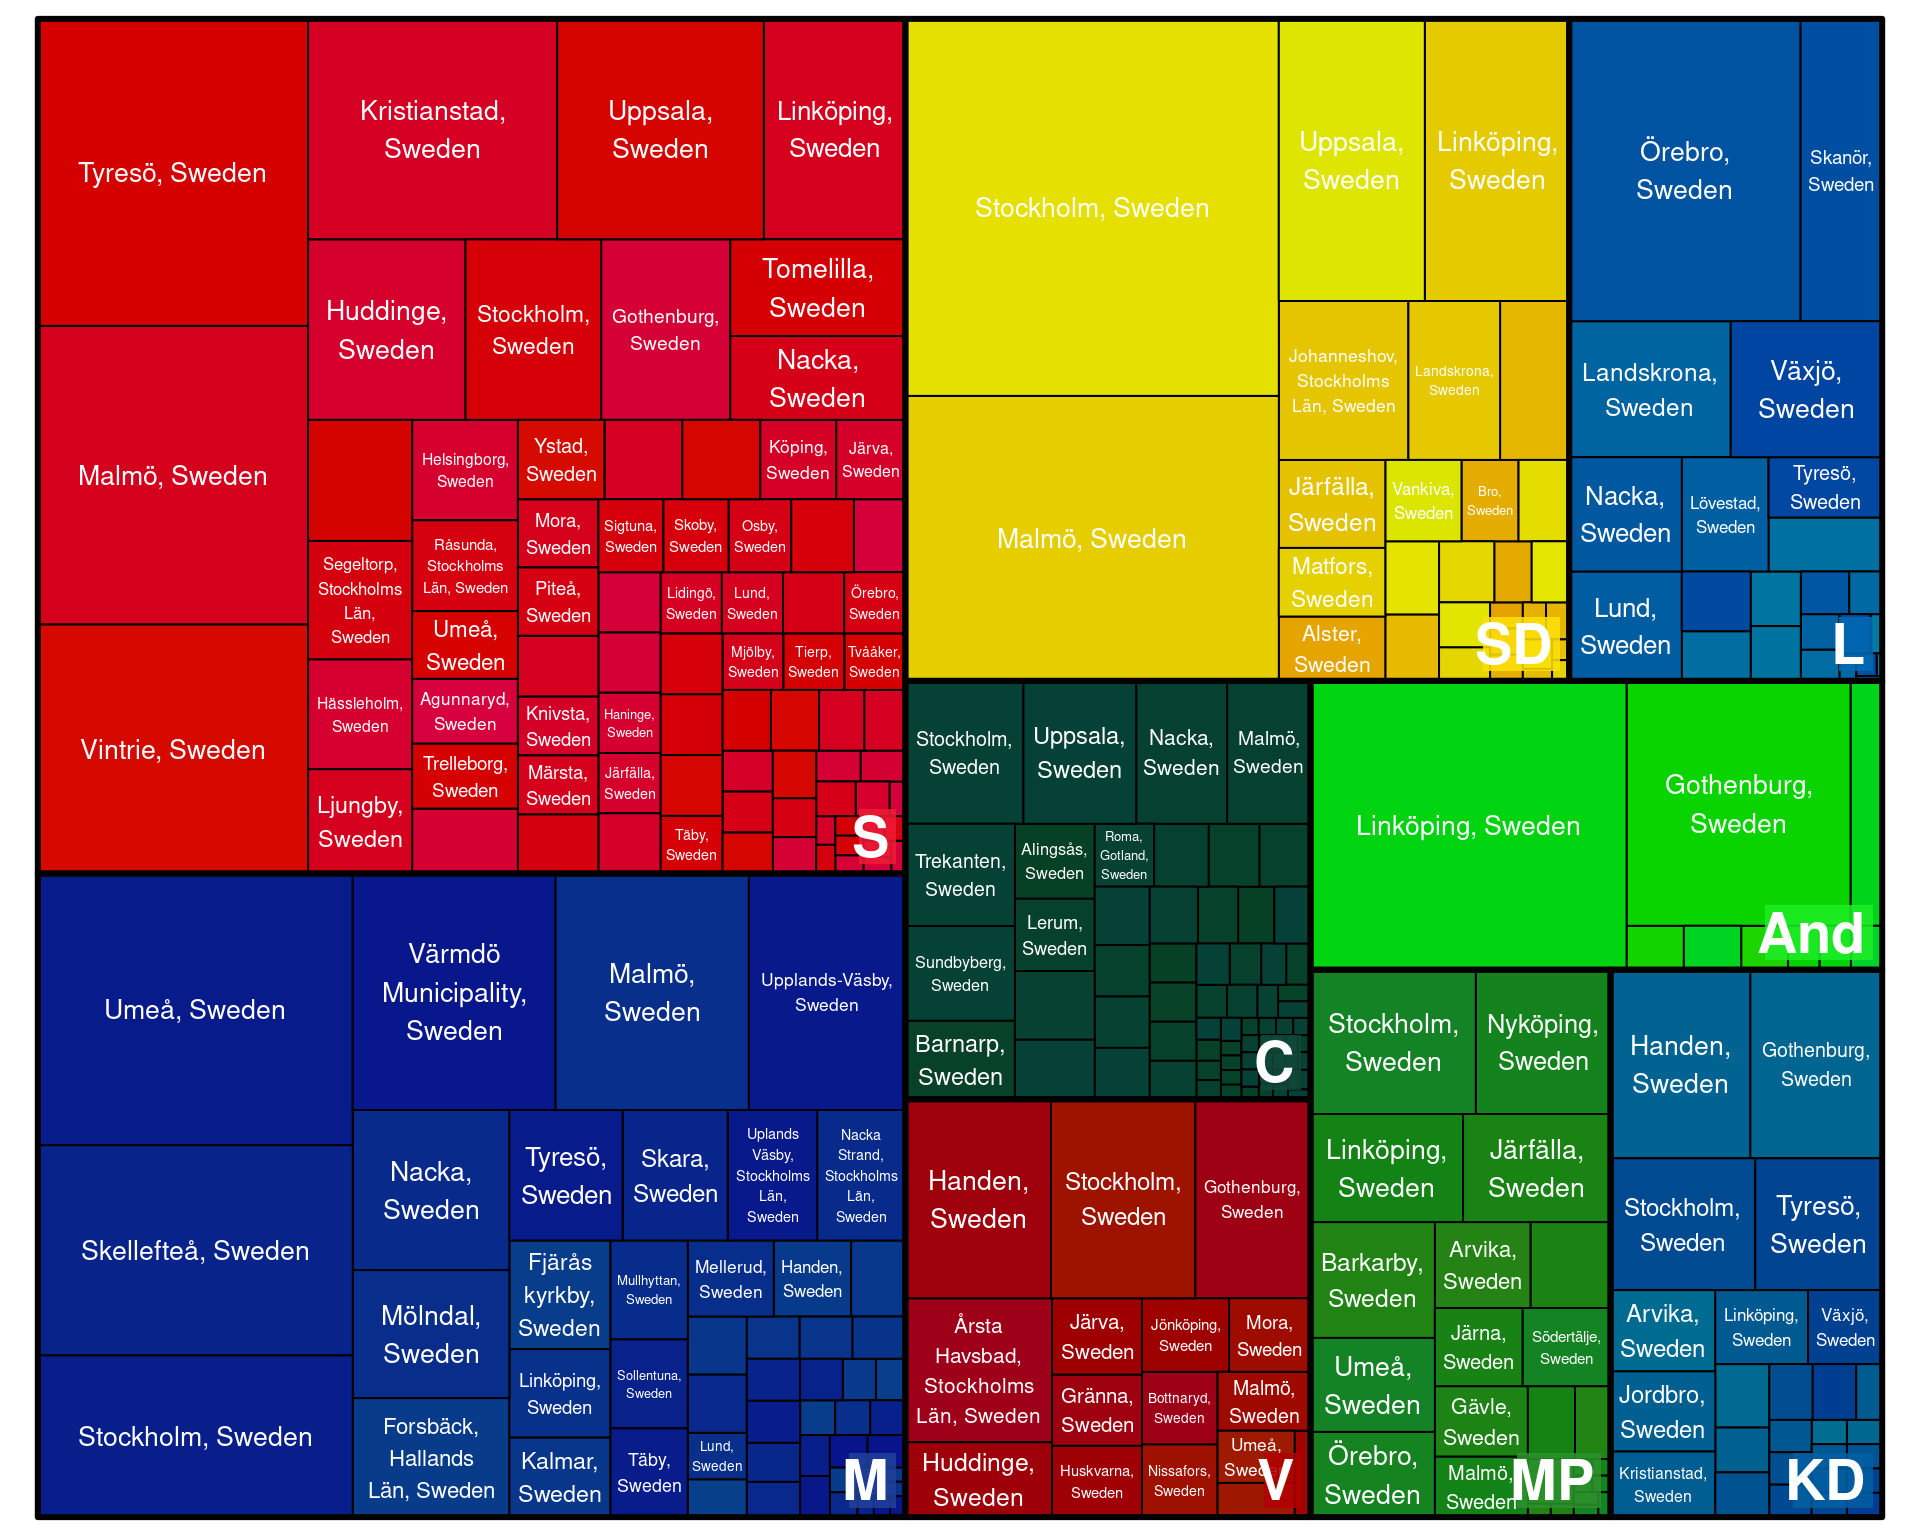 Tyresö, Sweden
Malmö, Sweden
Vintrie, Sweden
Kristianstad,
Sweden
Uppsala,
Sweden
Linköping,
Sweden
Huddinge,
Sweden
Stockholm,
Sweden
Gothenburg,
Sweden
Tomelilla,
Sweden
Nacka,
Sweden
Segeltorp,
Stockholms
Län,
Sweden
Hässleholm,
Sweden
Ljungby,
Sweden
Helsingborg,
Sweden
Råsunda,
Stockholms
Län, Sweden
Umeå,
Sweden
Agunnaryd,
Sweden
Trelleborg,
Sweden
Ystad,
Sweden
Köping,
Sweden
Järva,
Sweden
Mora,
Sweden
Sigtuna,
Sweden
Skoby,
Sweden
Osby,
Sweden
Piteå,
Sweden
Lidingö,
Sweden
Lund,
Sweden
Örebro,
Sweden
Mjölby,
Sweden
Tierp,
Sweden
Tvååker,
Sweden
Knivsta,
Sweden
Haninge,
Sweden
Märsta,
Sweden
Järfälla,
Sweden
Täby,
Sweden
S
Stockholm, Sweden
Malmö, Sweden
Uppsala,
Sweden
Linköping,
Sweden
Johanneshov,
Stockholms
Län, Sweden
Landskrona,
Sweden
Järfälla,
Sweden
Vankiva,
Sweden
Bro,
Sweden
Matfors,
Sweden
Alster,
Sweden
SD
Örebro,
Sweden
Skanör,
Sweden
Landskrona,
Sweden
Växjö,
Sweden
Nacka,
Sweden
Lövestad,
Sweden
Tyresö,
Sweden
Lund,
Sweden
L
Umeå, Sweden
Skellefteå, Sweden
Stockholm, Sweden
Värmdö
Municipality,
Sweden
Malmö,
Sweden
Upplands-Väsby,
Sweden
Nacka,
Sweden
Mölndal,
Sweden
Forsbäck,
Hallands
Län, Sweden
Tyresö,
Sweden
Skara,
Sweden
Uplands
Väsby,
Stockholms
Län,
Sweden
Nacka
Strand,
Stockholms
Län,
Sweden
Fjärås
kyrkby,
Sweden
Linköping,
Sweden
Kalmar,
Sweden
Mullhyttan,
Sweden
Sollentuna,
Sweden
Täby,
Sweden
Mellerud,
Sweden
Handen,
Sweden
Lund,
Sweden
M
Stockholm,
Sweden
Uppsala,
Sweden
Nacka,
Sweden
Malmö,
Sweden
Trekanten,
Sweden
Sundbyberg,
Sweden
Barnarp,
Sweden
Alingsås,
Sweden
Lerum,
Sweden
Roma,
Gotland,
Sweden
C
Linköping, Sweden
Gothenburg,
Sweden
And
Handen,
Sweden
Stockholm,
Sweden
Gothenburg,
Sweden
Årsta
Havsbad,
Stockholms
Län, Sweden
Huddinge,
Sweden
Järva,
Sweden
Jönköping,
Sweden
Mora,
Sweden
Gränna,
Sweden
Bottnaryd,
Sweden
Malmö,
Sweden
Huskvarna,
Sweden
Nissafors,
Sweden
Umeå,
Sweden
V
Stockholm,
Sweden
Nyköping,
Sweden
Linköping,
Sweden
Järfälla,
Sweden
Barkarby,
Sweden
Arvika,
Sweden
Järna,
Sweden
Södertälje,
Sweden
Umeå,
Sweden
Gävle,
Sweden
Örebro,
Sweden
Malmö,
Sweden
MP
Handen,
Sweden
Gothenburg,
Sweden
Stockholm,
Sweden
Tyresö,
Sweden
Arvika,
Sweden
Linköping,
Sweden
Växjö,
Sweden
Jordbro,
Sweden
Kristianstad,
Sweden
KD